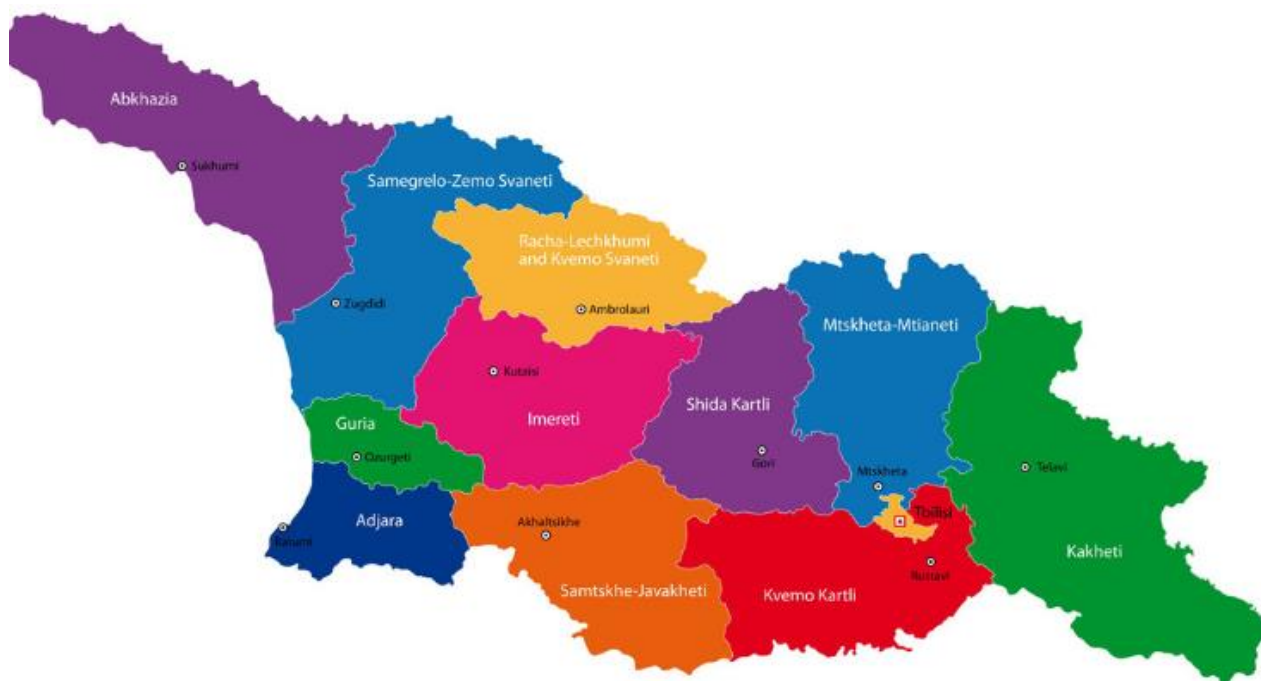 Abkhazia
Sukhumi
Samegrelo-Zemo Svaneti
Racha-Lechkhumi
and Kvemo Svaneti
Zugdidi
Ambrolauri
Mtskheta-Mtianeti
Kutaisi
Shida Kartli
Imereti
Guria
Ozurgeti
Gori
Mtskheta
Telavi
Tbilisi
Adjara
Batumi
Akhaltsikhe
Kakheti
Rustavi
Samtskhe-Javakheti
Kvemo Kartli